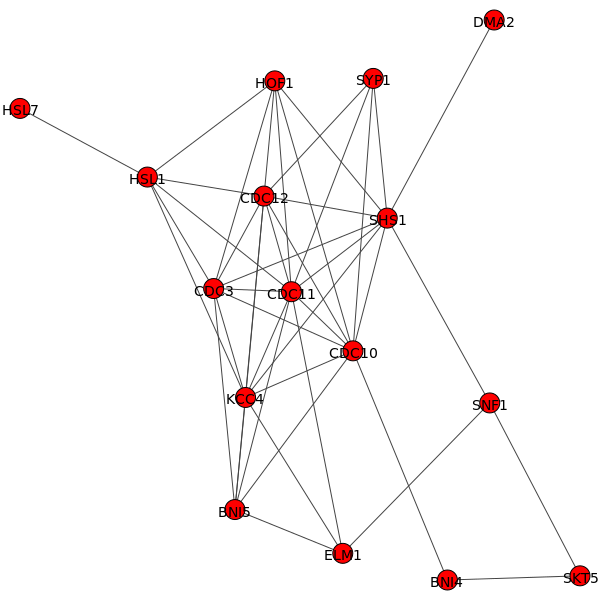 DMA2
HOF1
SYP1
HSL7
HSL1
CDC12
SHS1
CDC3
CDC11
CDC10
KCC4
SNF1
BNI5
ELM1
BNI4
SKT5